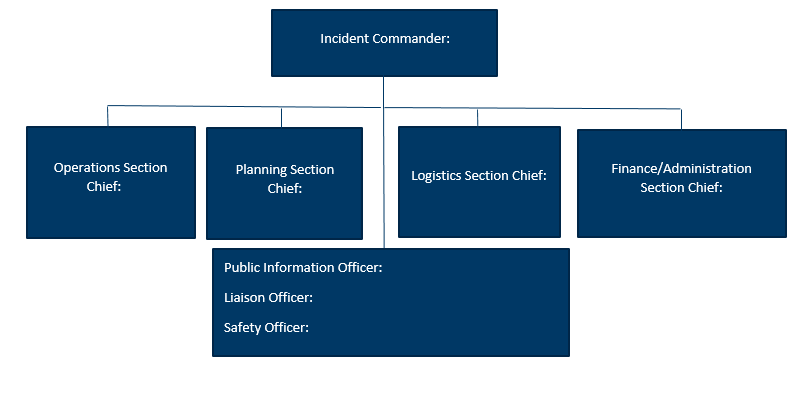 Incident Commander:
Operations Section
Chief:
Planning Section
Chief:
Logistics Section Chief:
Finance/Administration
Section Chief:
Public Information Officer:
Liaison Officer:
Safety Officer: